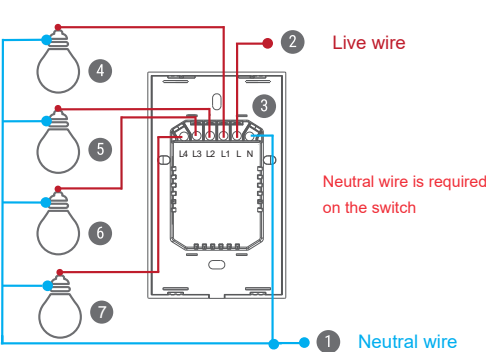 2 Live wire
4
3
5
L4 L3 L2 L1 L N
Neutral wire is required
on the switch
6
7
1 Neutral wire